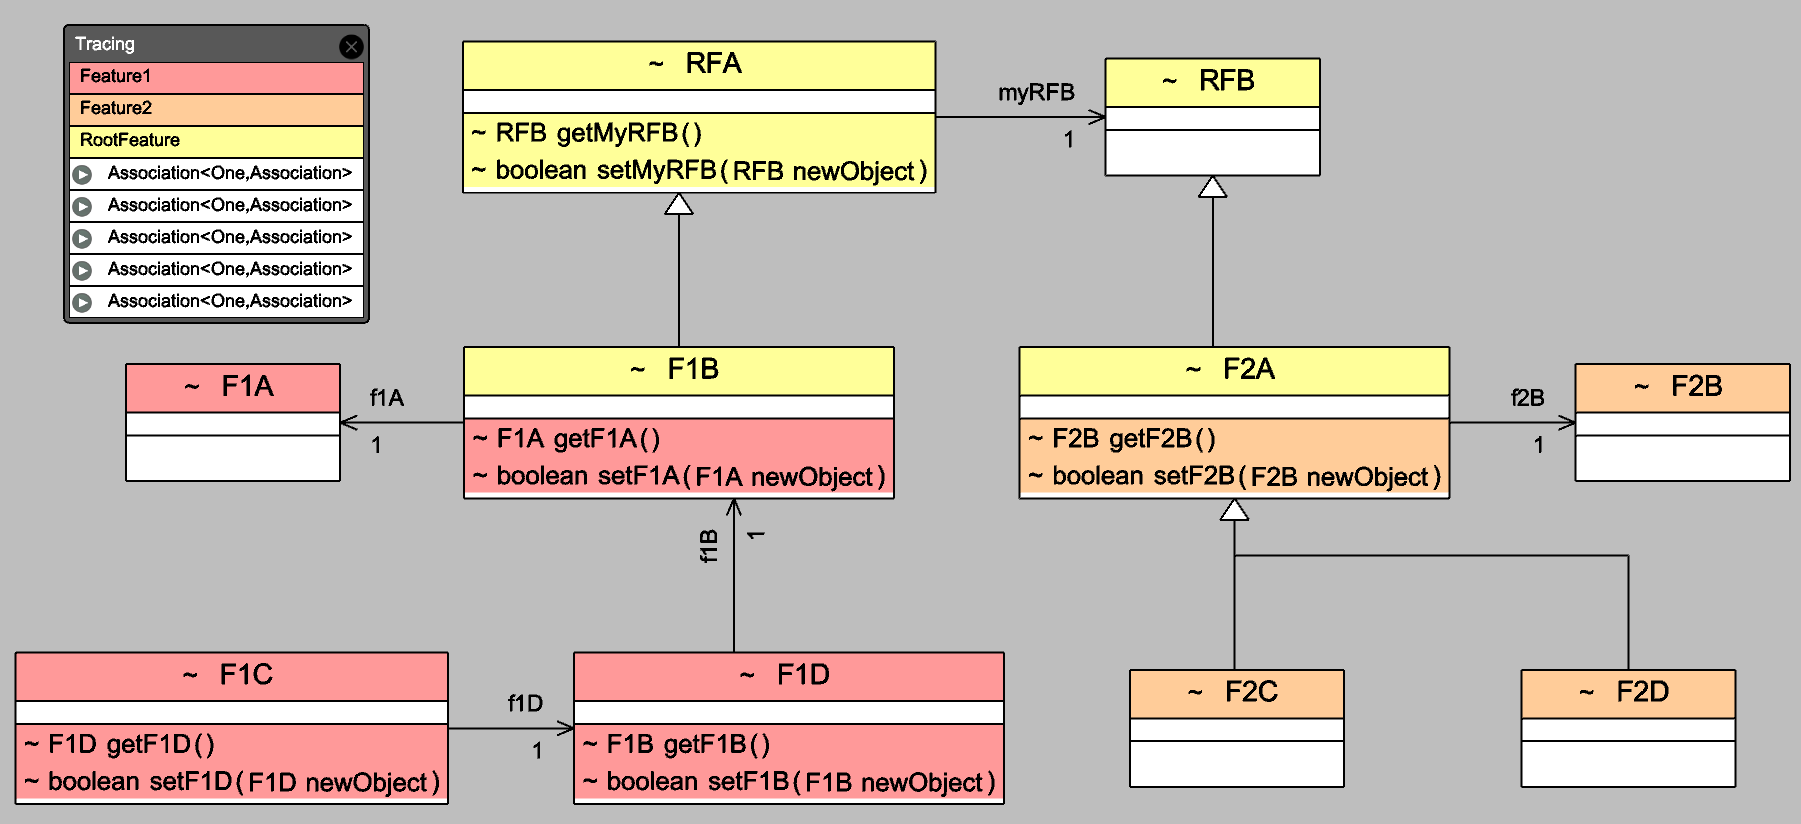 Tracing
Feature1
Feature2
RootFeature
Association<One,Association>
Association<One,Association>
Association<One,Association>
Association<One,Association>
Association<One,Association>
~ RFA
~ RFB getMyRFB()
~ boolean setMyRFB(RFB newObject)
myRFB
1
~ RFB
~ F1A
f1A
1
~ F1B
~ F1A getF1A()
~ boolean setF1A(F1A newObject)
~ F2A
~ F2B getF2B()
~ boolean setF2B(F2B newObject)
f2B
1
~ F2B
f1B
1
~ F1C
~ F1D getF1D()
~ boolean setF1D(F1D newObject)
f1D
1
~ F1D
~ F1B getF1B()
~ boolean setF1B(F1B newObject)
~ F2C
~ F2D